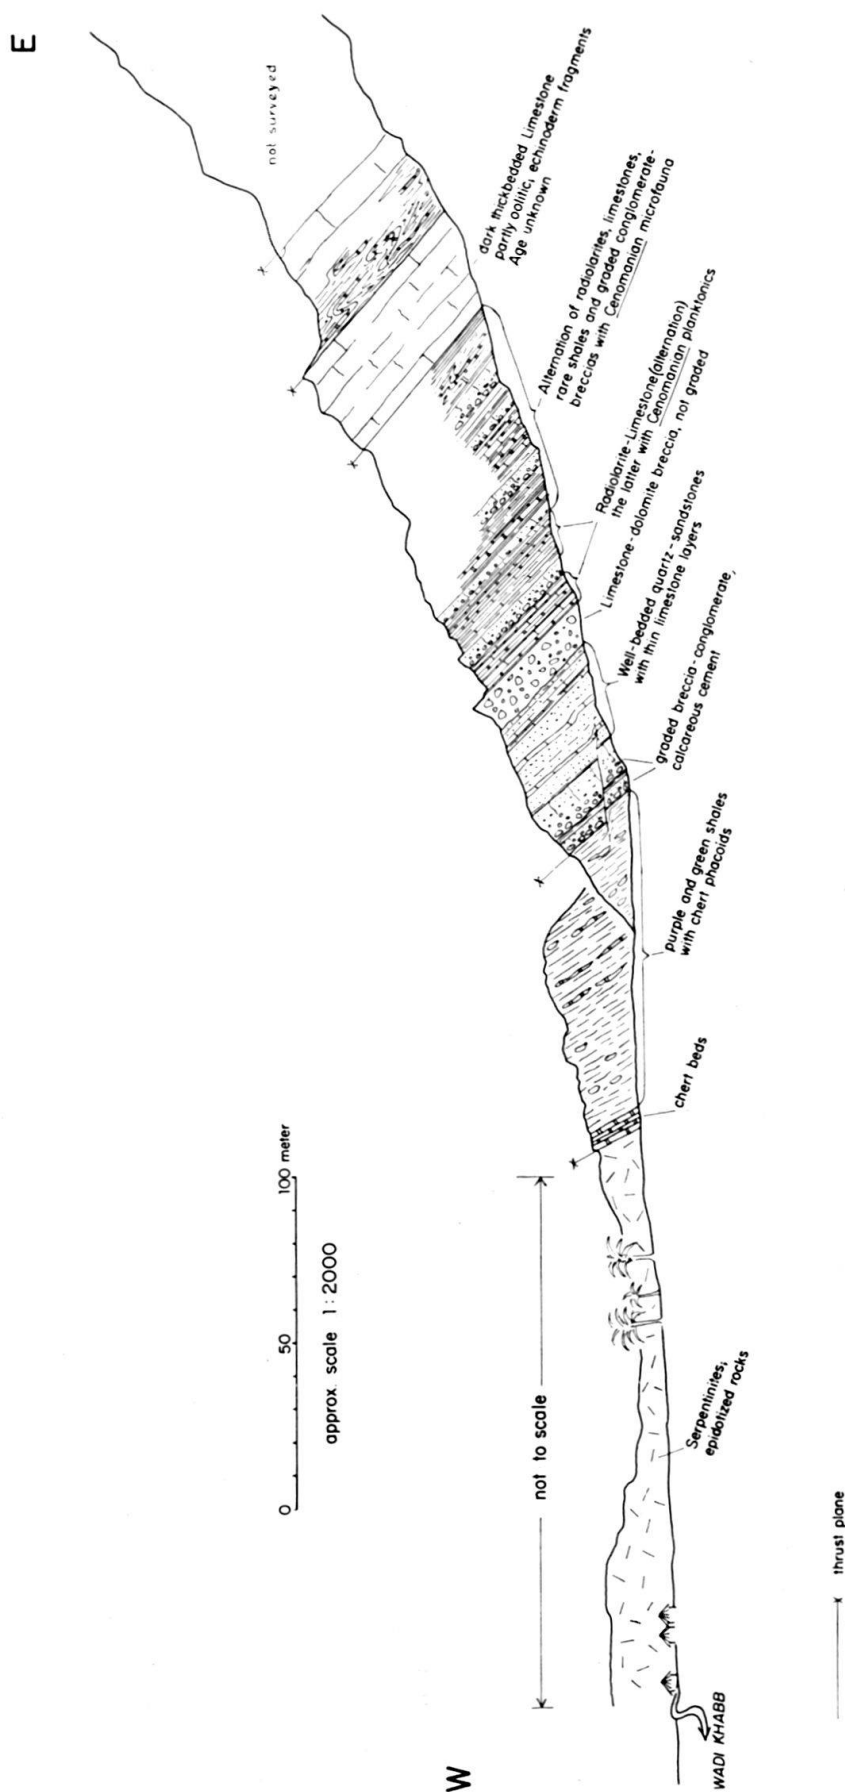 E
not surveyed
dark thickbedded Limestone
partly oolitic; echinoderm fragments
Age unknown
Alternation of radiolarites, limestones,
rare shales and graded conglomerate-
breccias with Cenomanian microfauna
Radiolarite-Limestone (alternation)
the latter with Cenomanian planktonics
Limestone-dolomite breccia, not graded
Well-bedded quartz-sandstones
with thin limestone layers
graded breccia-conglomerate,
calcareous cement
purple and green shales
with chert phacoids
chert beds
0 50 100 meter
approx. scale 1:2000
not to scale
Serpentinites;
epidotized rocks
W
WADI KHABB
x thrust plane